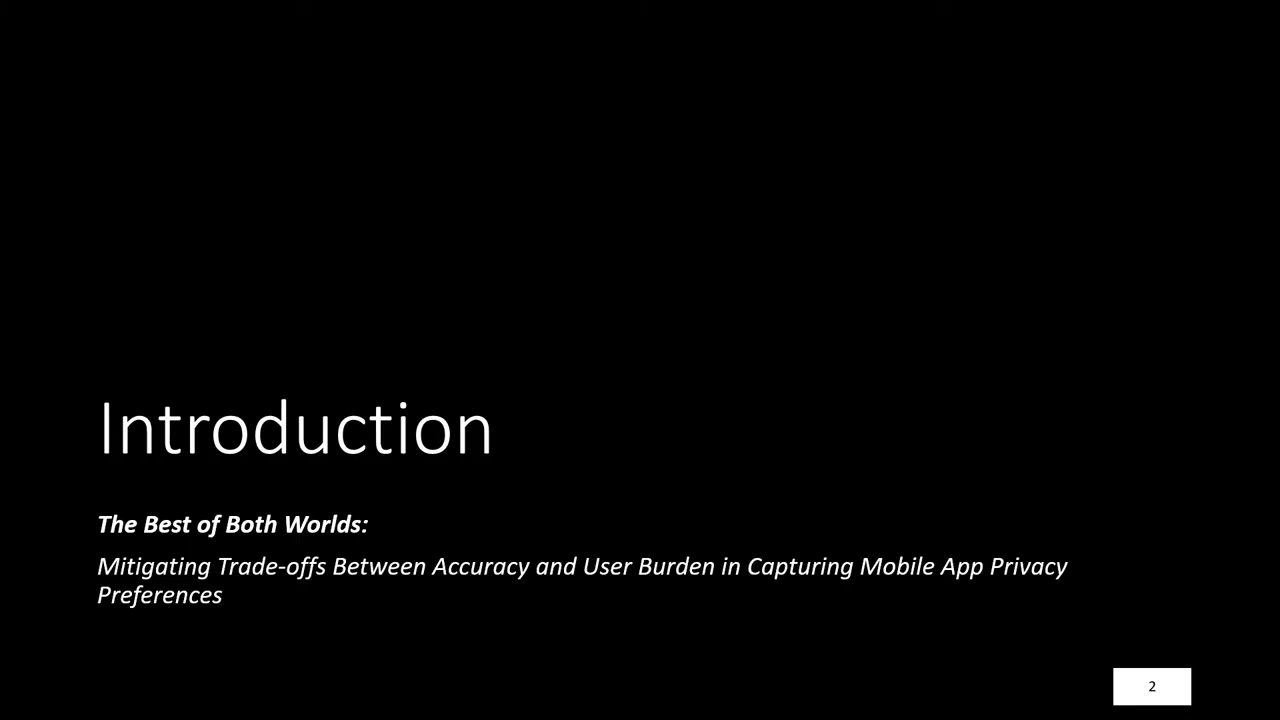 Introduction
The Best of Both Worlds:
Mitigating Trade-offs Between Accuracy and User Burden in Capturing Mobile App Privacy
Preferences
2